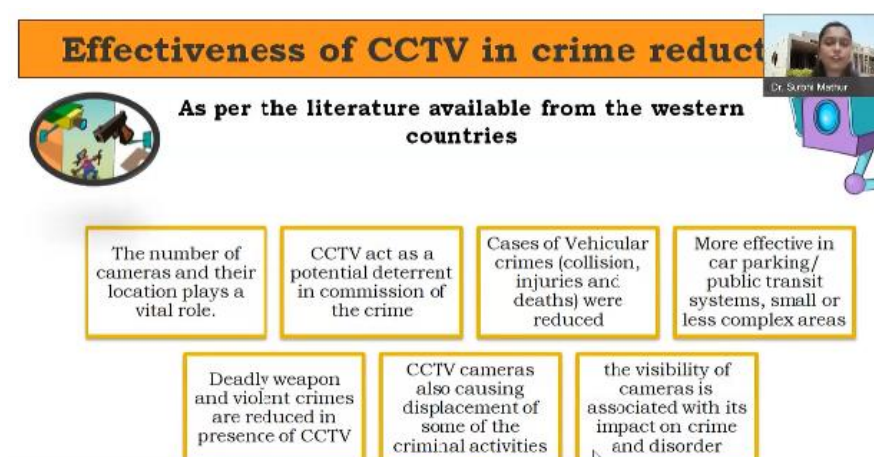 Effectiveness of CCTV in crime reduct
Dr. Surbhi Mathur
As per the literature available from the western
countries
The number of
cameras and their
location plays a
vital role.
CCTV act as a
potential deterrent
in commission of
the crime
Cases of Vehicular
crimes (collision,
injuries and
deaths) were
reduced
More effective in
car parking/
public transit
systems, small or
less complex areas
Deadly weapon
and violent crimes
are reduced in
presence of CCTV
CCTV cameras
also causing
displacement of
some of the
criminal activities
the visibility of
cameras is
associated with its
impact on crime
and disorder